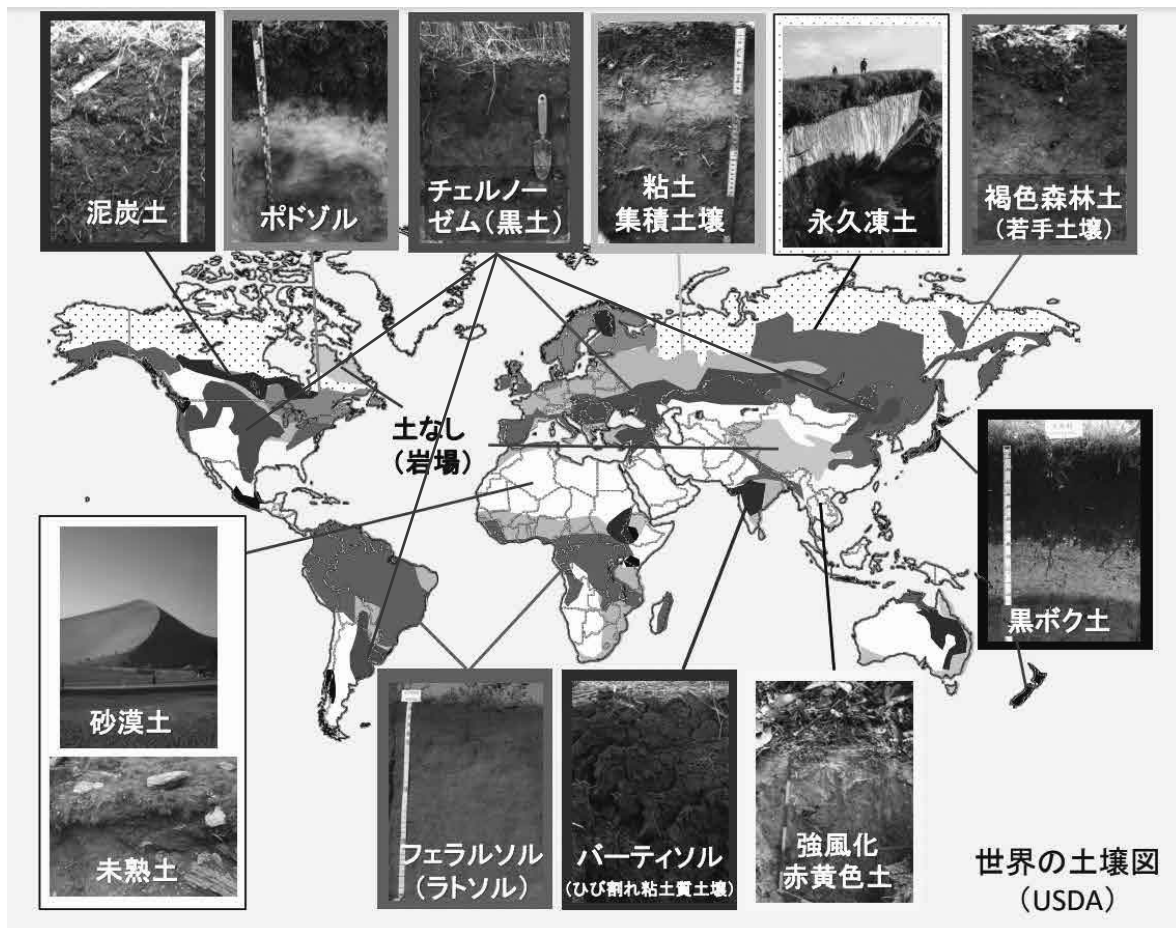 泥炭土
ポドゾル
チェルノー
ゼム(黒土)
粘土
集積土壌
永久凍土
褐色森林土
(若手土壌)
土なし
(岩場)
黒ボク土
砂漠土
未熟土
フェラルソル
(ラトソル)
バーティソル
(ひび割れ粘土質土壌)
強風化
赤黄色土
世界の土壌図
(USDA)